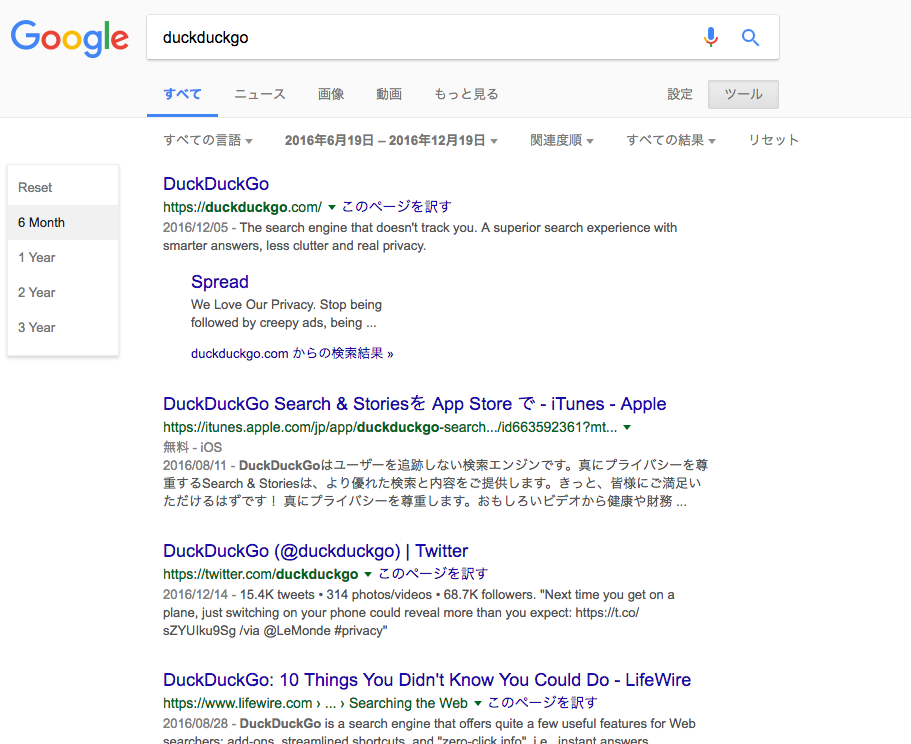 Google
duckduckgo
すべて ニュース 画像 動画 もっと見る 設定 ツール
すべての言語 2016年6月19日 – 2016年12月19日 関連度順 すべての結果 リセット
Reset
6 Month
1 Year
2 Year
3 Year
DuckDuckGo
https://duckduckgo.com/ このページを訳す
2016/12/05 - The search engine that doesn't track you. A superior search experience with
smarter answers, less clutter and real privacy.
Spread
We Love Our Privacy. Stop being
followed by creepy ads, being ...
duckduckgo.com からの検索結果 »
DuckDuckGo Search & Storiesを App Store で - iTunes - Apple
https://itunes.apple.com/jp/app/duckduckgo-search.../id663592361?mt...
無料 - iOS
2016/08/11 - DuckDuckGoはユーザーを追跡しない検索エンジンです。真にプライバシーを尊
重するSearch & Storiesは、より優れた検索と内容をご提供します。きっと、皆様にご満足い
ただけるはずです！ 真にプライバシーを尊重します。おもしろいビデオから健康や財務 ...
DuckDuckGo (@duckduckgo) | Twitter
https://twitter.com/duckduckgo このページを訳す
2016/12/14 - 15.4K tweets • 314 photos/videos • 68.7K followers. "Next time you get on a
plane, just switching on your phone could reveal more than you expect: https://t.co/
sZYUIku9Sg /via @LeMonde #privacy"
DuckDuckGo: 10 Things You Didn't Know You Could Do - LifeWire
https://www.lifewire.com › ... › Searching the Web このページを訳す
2016/08/28 - DuckDuckGo is a search engine that offers quite a few useful features for Web
searchers: add-ons, streamlined shortcuts, and "zero-click info", i.e., instant answers